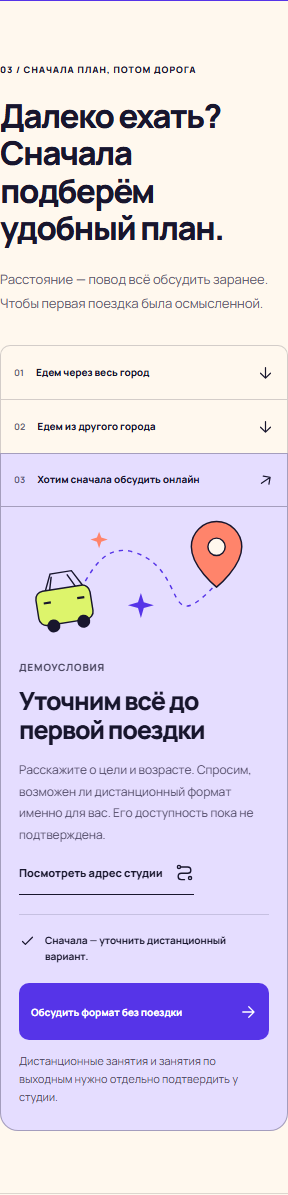 03 / СНАЧАЛА ПЛАН, ПОТОМ ДОРОГА
Далеко ехать?
Сначала
подберём
удобный план.
Расстояние — повод всё обсудить заранее.
Чтобы первая поездка была осмысленной.
01 Едем через весь город
02 Едем из другого города
03 Хотим сначала обсудить онлайн
ДЕМОУСЛОВИЯ
Уточним всё до
первой поездки
Расскажите о цели и возрасте. Спросим,
возможен ли дистанционный формат
именно для вас. Его доступность пока не
подтверждена.
Посмотреть адрес студии
Сначала — уточнить дистанционный
вариант.
Обсудить формат без поездки
Дистанционные занятия и занятия по
выходным нужно отдельно подтвердить у
студии.